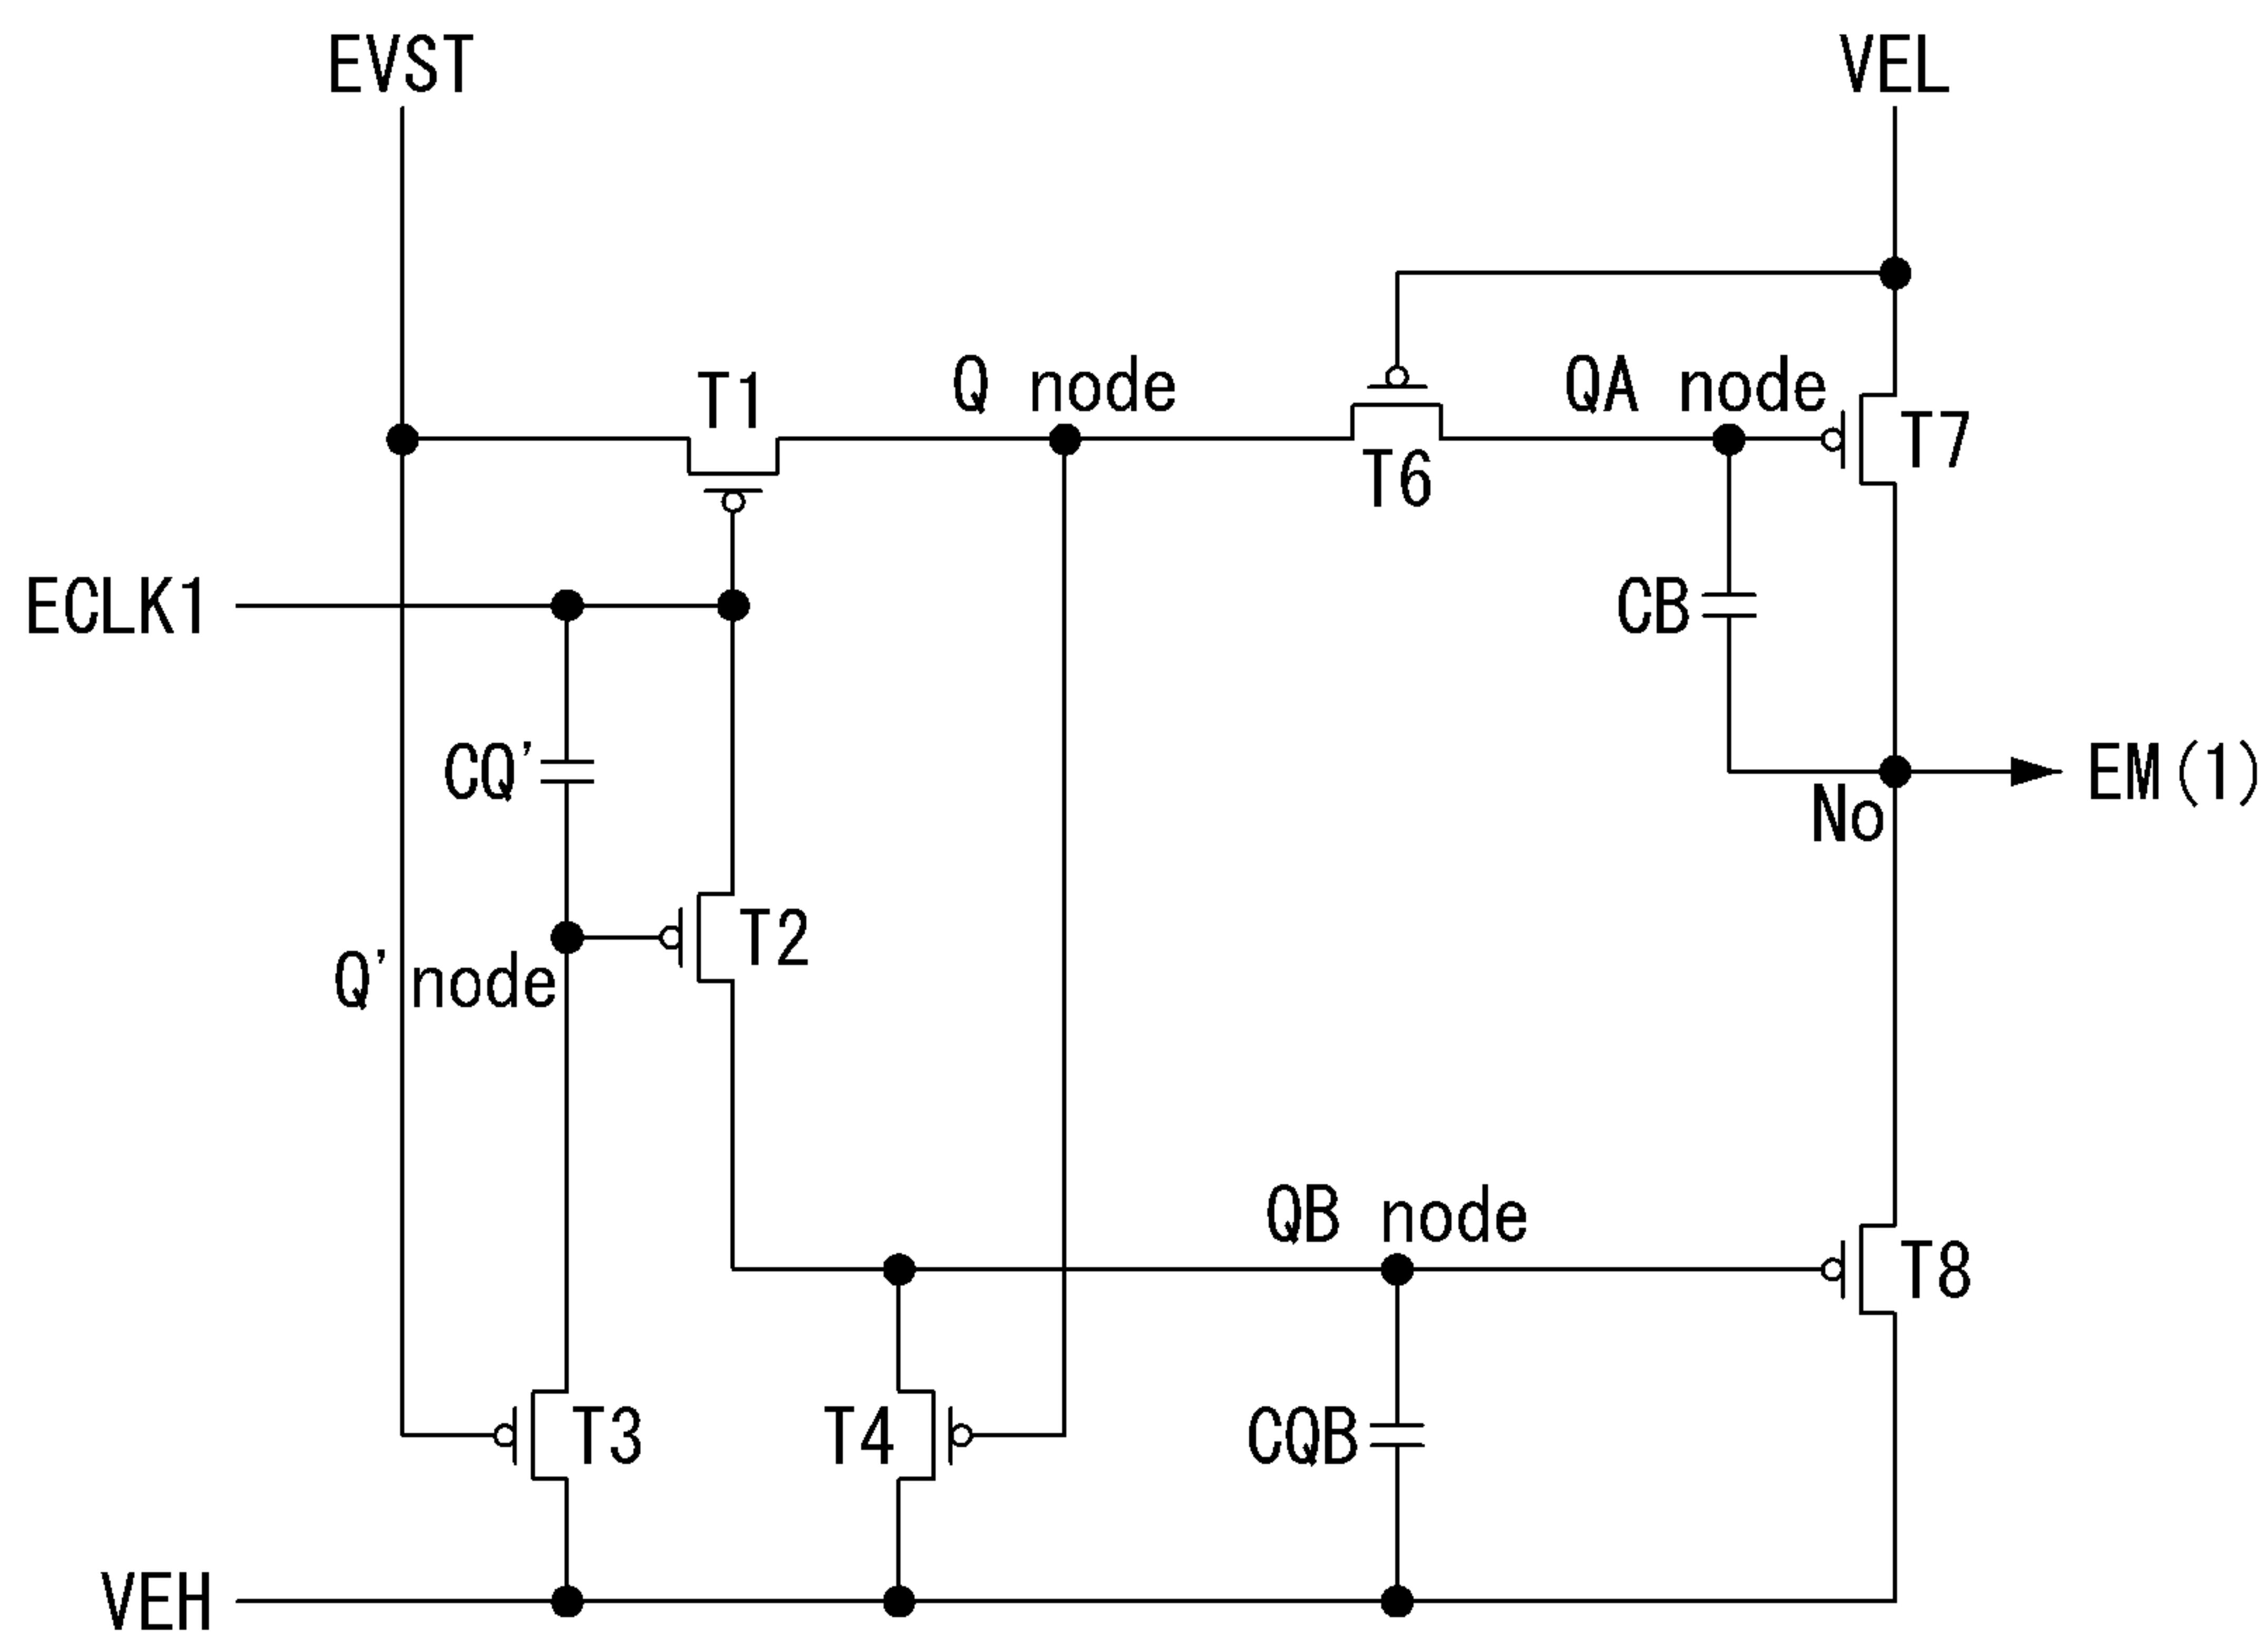 EVST
VEL
T1
Q node
QA node
T7
T6
ECLK1
CB
CQ'
EM(1)
No
T2
Q' node
QB node
T8
T3
T4
CQB
VEH